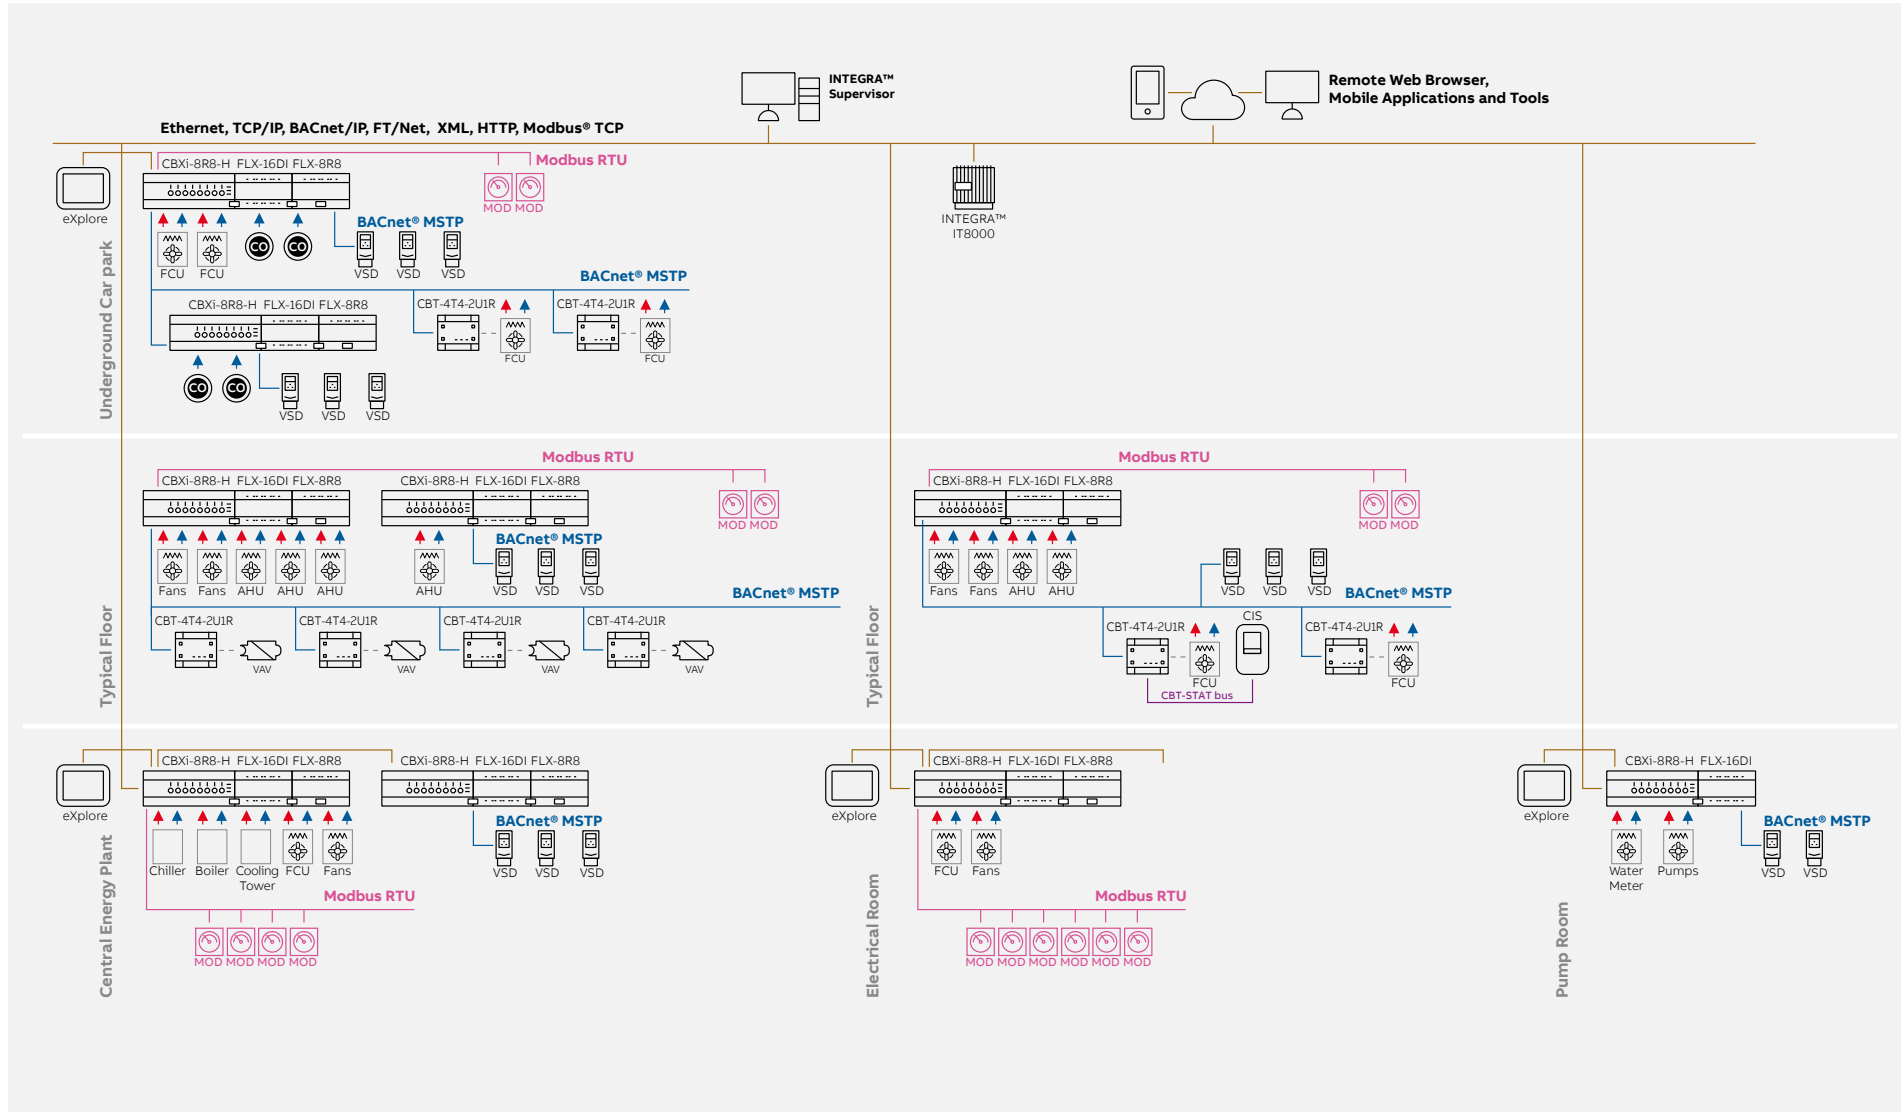 INTEGRA™
Supervisor
Remote Web Browser,
Mobile Applications and Tools
Ethernet, TCP/IP, BACnet/IP, FT/Net, XML, HTTP, Modbus® TCP
Underground Car park
eXplore
CBXi-8R8-H FLX-16DI FLX-8R8
Modbus RTU
MOD MOD
INTEGRA™
IT8000
FCU FCU
CO CO
BACnet® MSTP
VSD VSD VSD
BACnet® MSTP
CBXi-8R8-H FLX-16DI FLX-8R8
CBT-4T4-2U1R
FCU
CBT-4T4-2U1R
FCU
CO CO
VSD VSD VSD
Typical Floor
Modbus RTU
CBXi-8R8-H FLX-16DI FLX-8R8
CBXi-8R8-H FLX-16DI FLX-8R8
MOD MOD
Fans Fans AHU AHU AHU
AHU
BACnet® MSTP
VSD VSD VSD
BACnet® MSTP
CBT-4T4-2U1R
VAV
CBT-4T4-2U1R
VAV
CBT-4T4-2U1R
VAV
CBT-4T4-2U1R
VAV
Typical Floor
Modbus RTU
CBXi-8R8-H FLX-16DI FLX-8R8
MOD MOD
Fans Fans AHU AHU
VSD VSD VSD
BACnet® MSTP
CBT-4T4-2U1R
FCU
CIS
CBT-STAT bus
CBT-4T4-2U1R
FCU
Central Energy Plant
eXplore
CBXi-8R8-H FLX-16DI FLX-8R8
CBXi-8R8-H FLX-16DI FLX-8R8
Chiller Boiler Cooling FCU Fans
Tower
BACnet® MSTP
VSD VSD VSD
Modbus RTU
MOD MOD MOD MOD
Electrical Room
eXplore
CBXi-8R8-H FLX-16DI FLX-8R8
FCU Fans
Modbus RTU
MOD MOD MOD MOD MOD MOD
Pump Room
eXplore
CBXi-8R8-H FLX-16DI
BACnet® MSTP
Water Pumps
Meter
VSD VSD